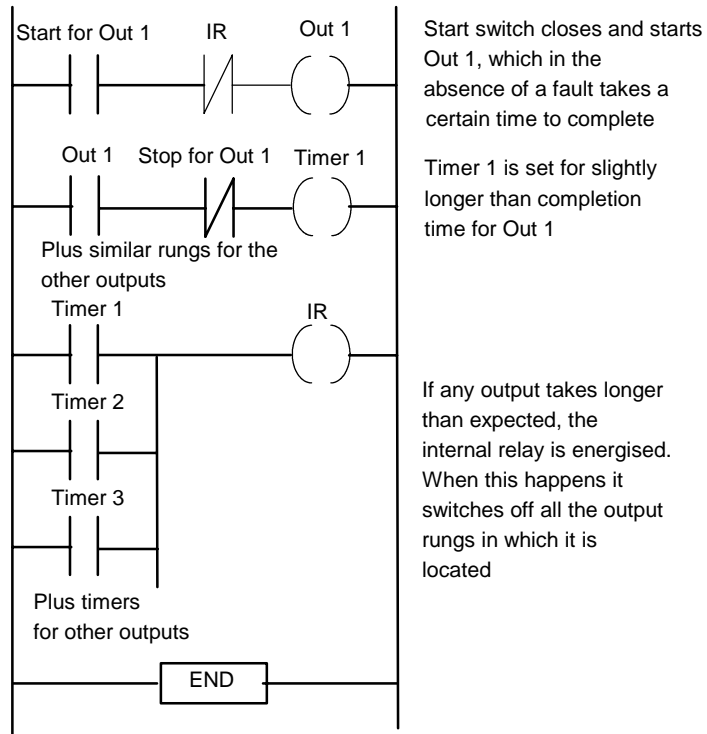 Start for Out 1 IR Out 1
Start switch closes and starts
Out 1, which in the
absence of a fault takes a
certain time to complete
Out 1 Stop for Out 1 Timer 1
Timer 1 is set for slightly
longer than completion
time for Out 1
Plus similar rungs for the
other outputs
Timer 1 IR
Timer 2
Timer 3
If any output takes longer
than expected, the
internal relay is energised.
When this happens it
switches off all the output
rungs in which it is
located
Plus timers
for other outputs
END